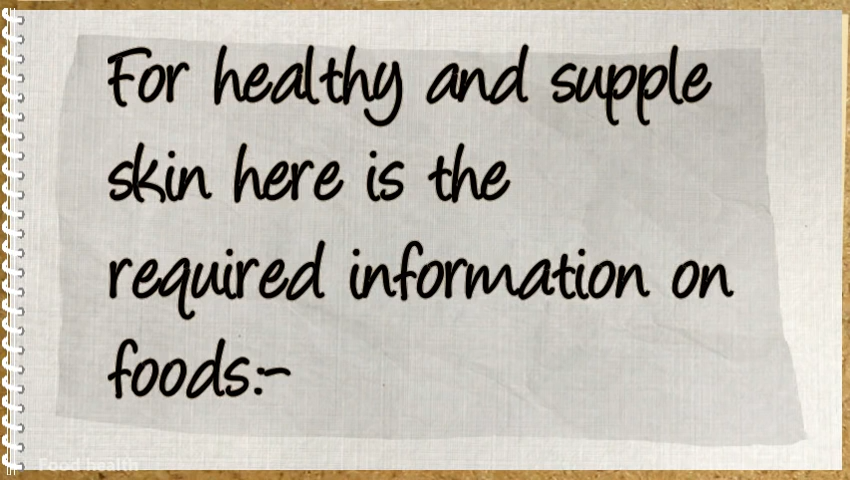 For healthy and supple
skin here is the
required information on
foods:-
Food health